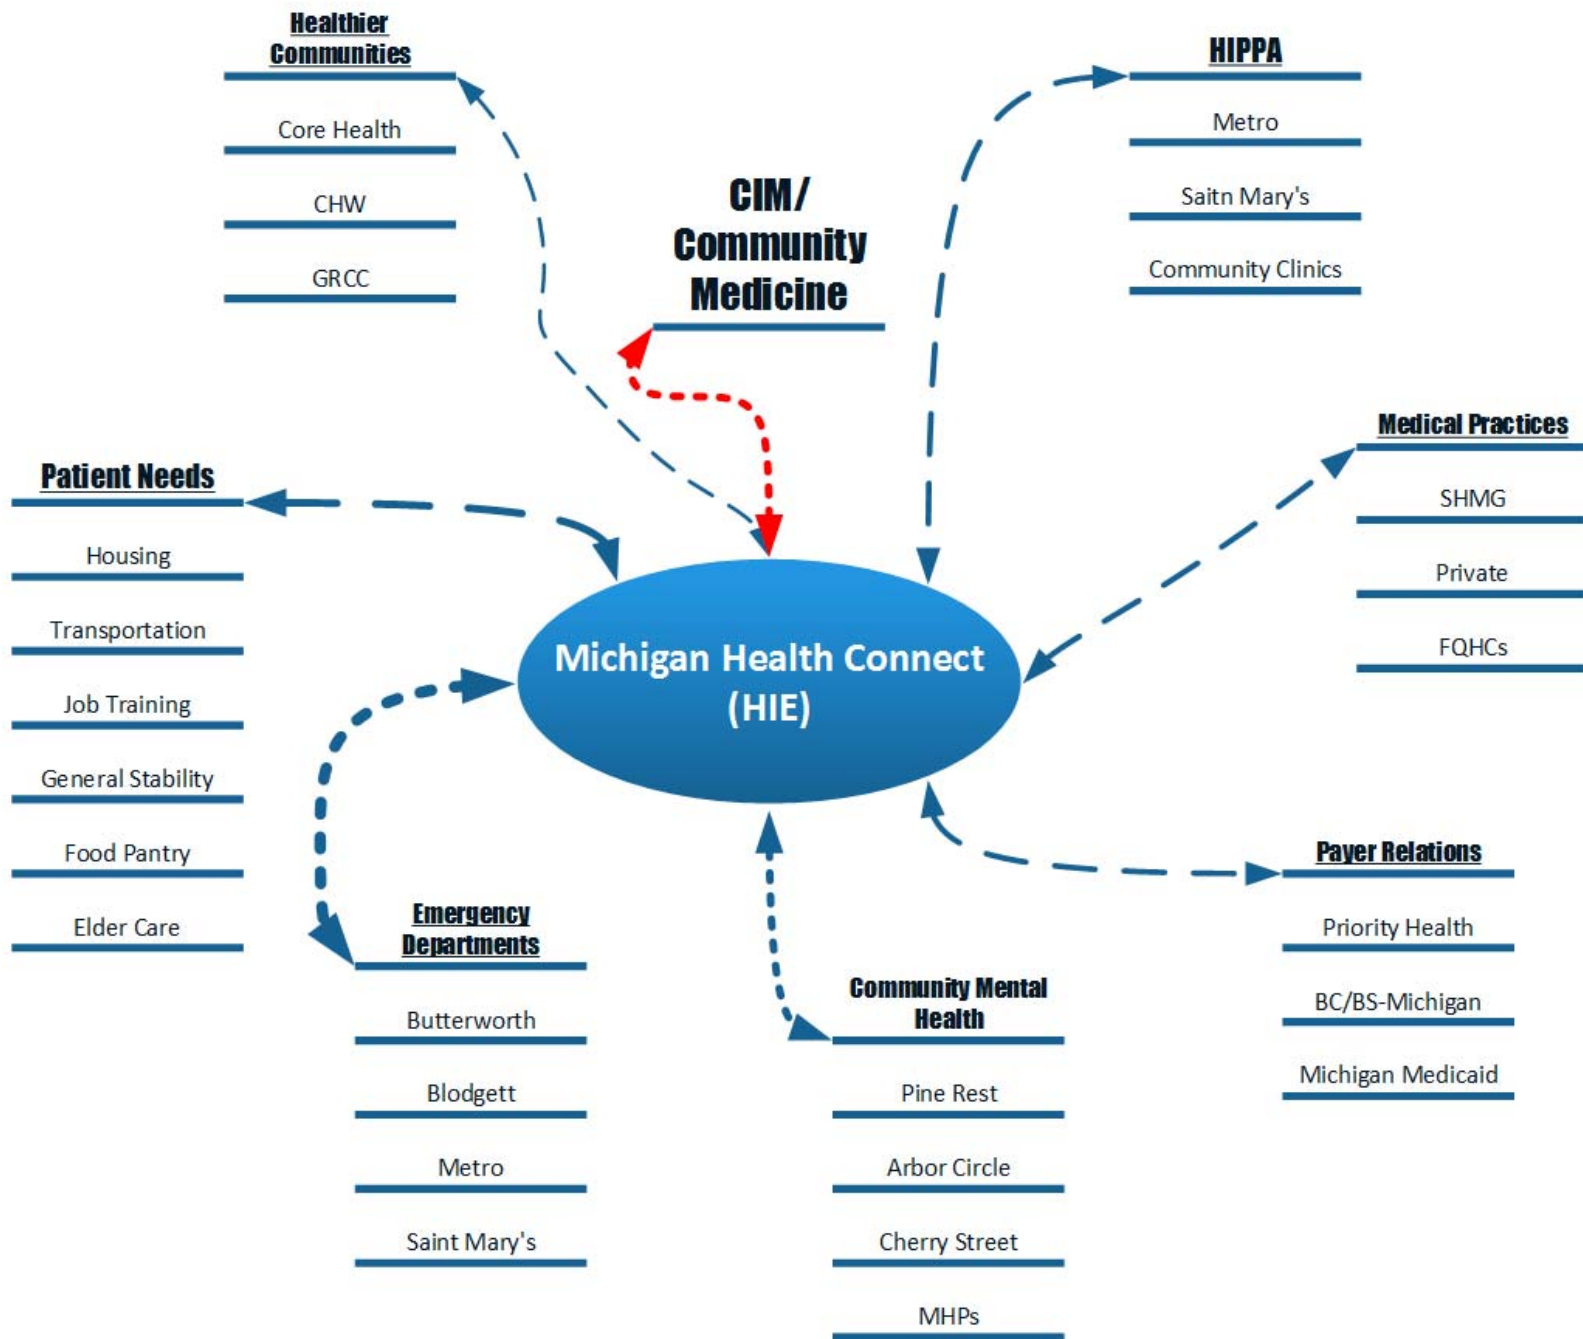 Healthier
Communities
Core Health
CHW
GRCC
CIM/
Community
Medicine
HIPPA
Metro
Saitn Mary's
Community Clinics
Medical Practices
SHMG
Private
FQHCs
Patient Needs
Housing
Transportation
Job Training
General Stability
Food Pantry
Elder Care
Michigan Health Connect
(HIE)
Payer Relations
Priority Health
BC/BS-Michigan
Michigan Medicaid
Emergency
Departments
Butterworth
Blodgett
Metro
Saint Mary's
Community Mental
Health
Pine Rest
Arbor Circle
Cherry Street
MHPs